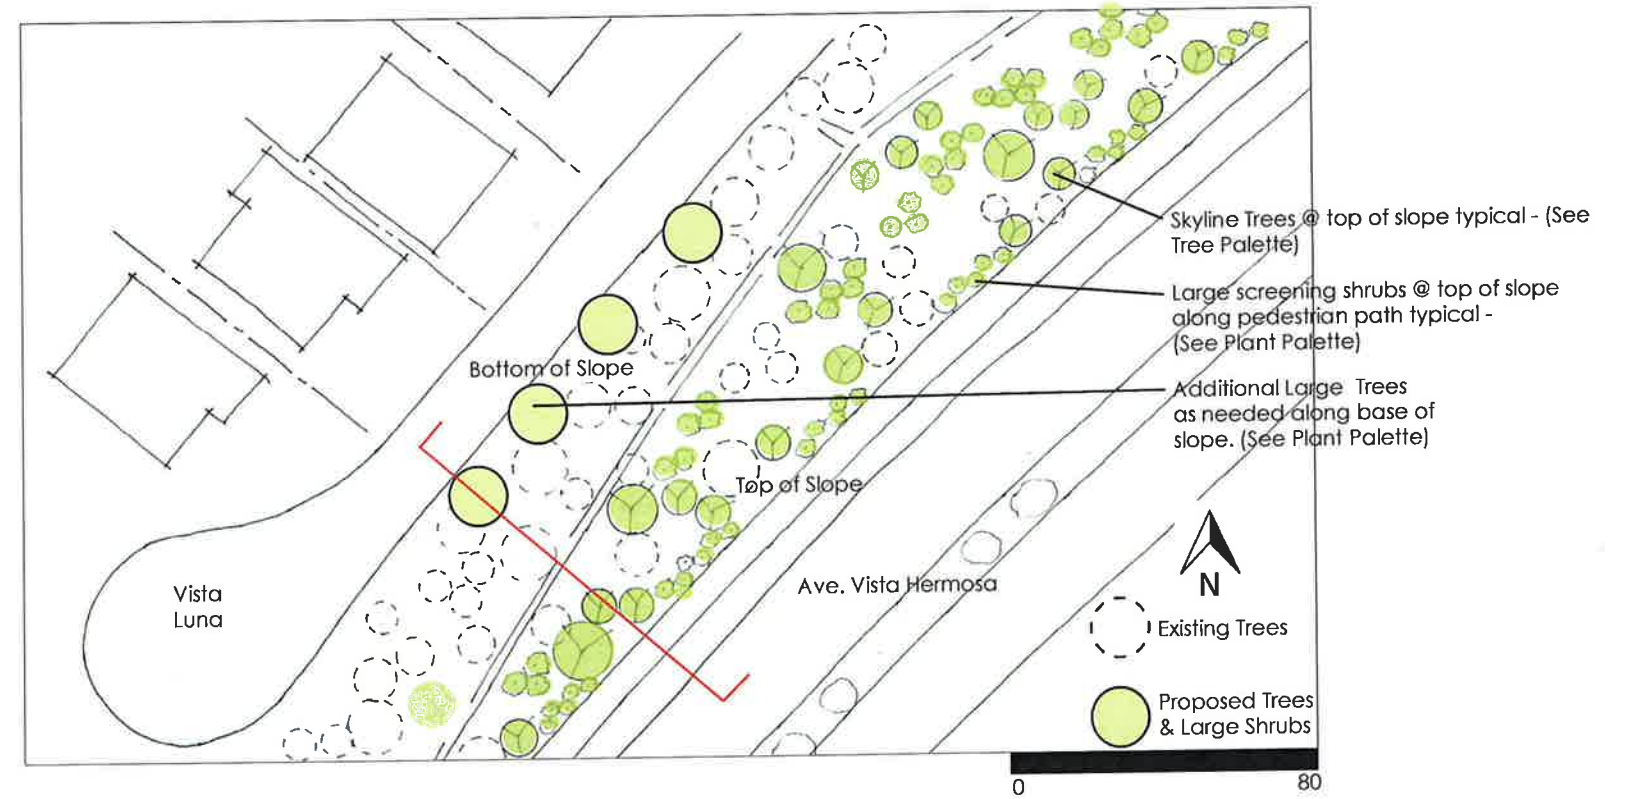 Skyline Trees @ top of slope typical - (See
Tree Palette)
Large screening shrubs @ top of slope
along pedestrian path typical -
(See Plant Palette)
Bottom of Slope
Additional Large Trees
as needed along base of
slope. (See Plant Palette)
Top of Slope
Ave. Vista Hermosa
Vista
Luna
N
Existing Trees
Proposed Trees
& Large Shrubs
0
80